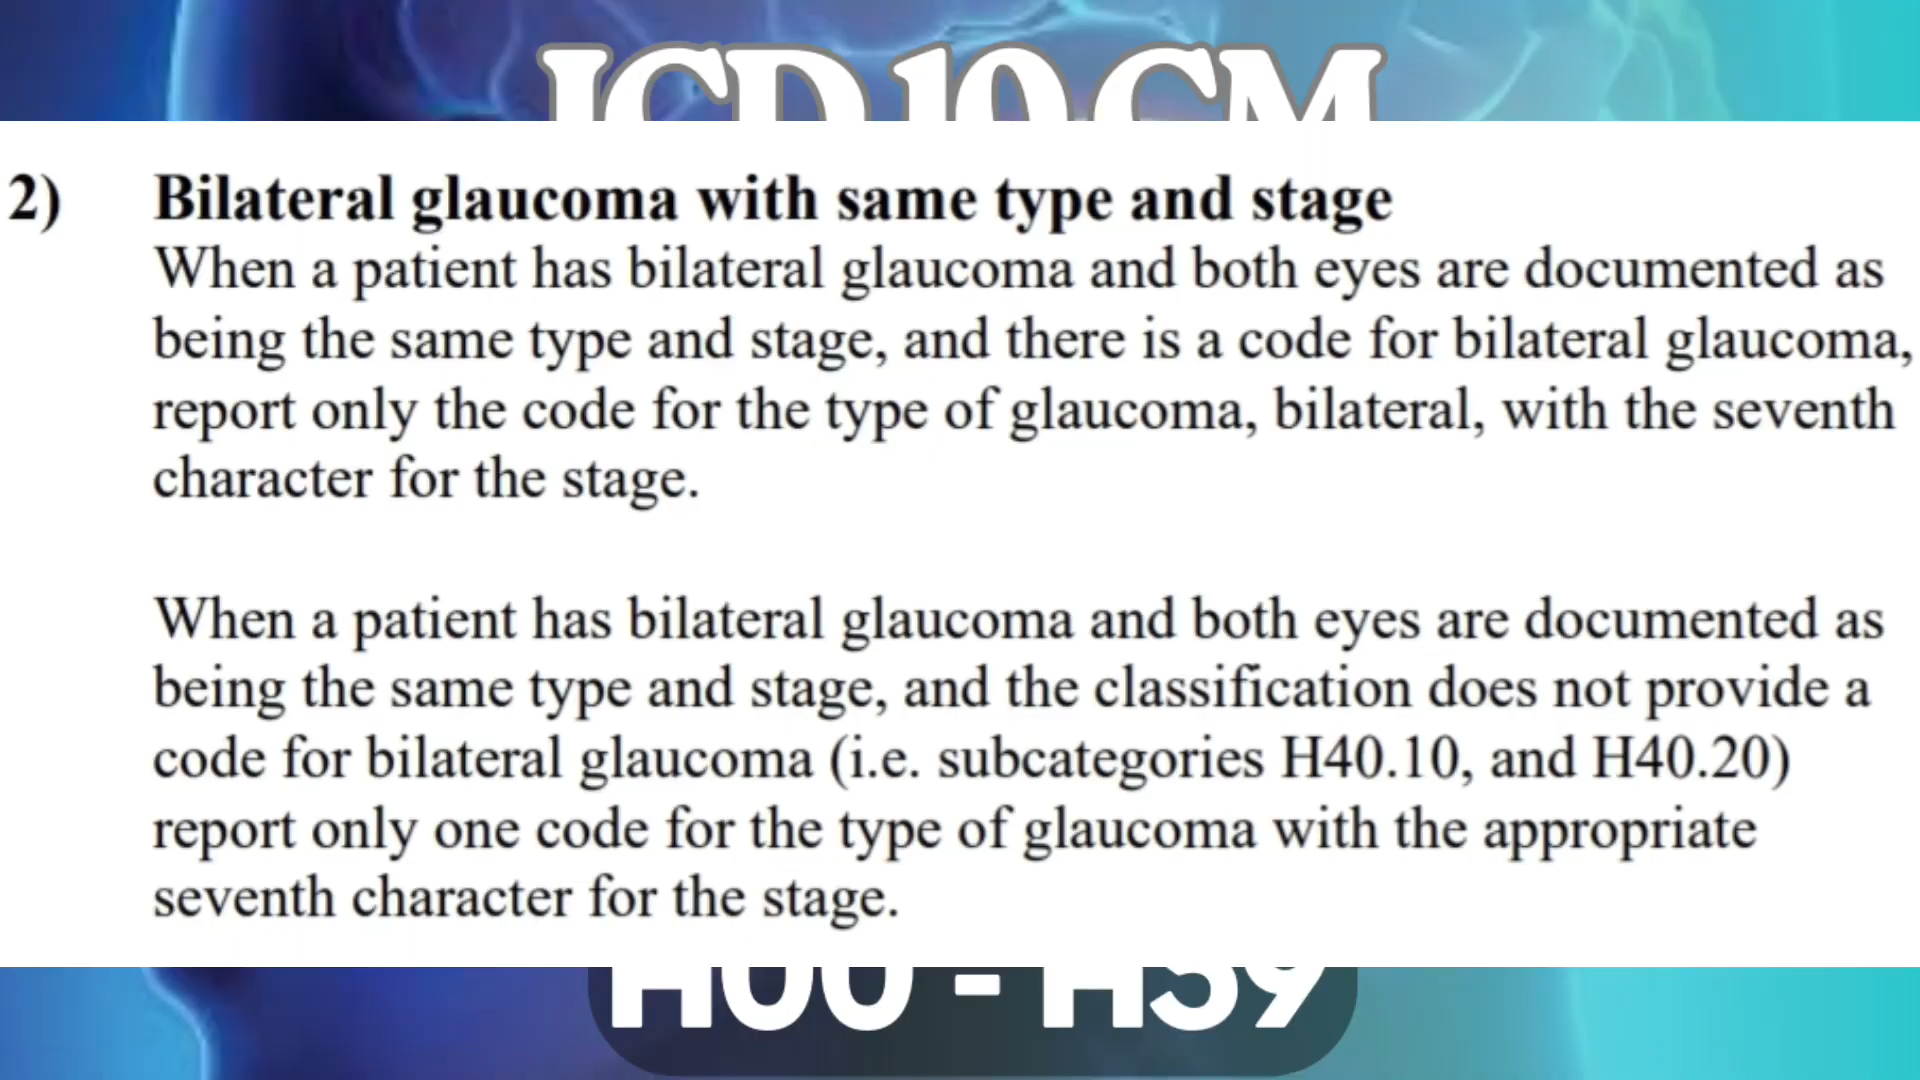 ICD 10 CM
2) Bilateral glaucoma with same type and stage
When a patient has bilateral glaucoma and both eyes are documented as
being the same type and stage, and there is a code for bilateral glaucoma,
report only the code for the type of glaucoma, bilateral, with the seventh
character for the stage.
When a patient has bilateral glaucoma and both eyes are documented as
being the same type and stage, and the classification does not provide a
code for bilateral glaucoma (i.e. subcategories H40.10, and H40.20)
report only one code for the type of glaucoma with the appropriate
seventh character for the stage.
H00 - H59